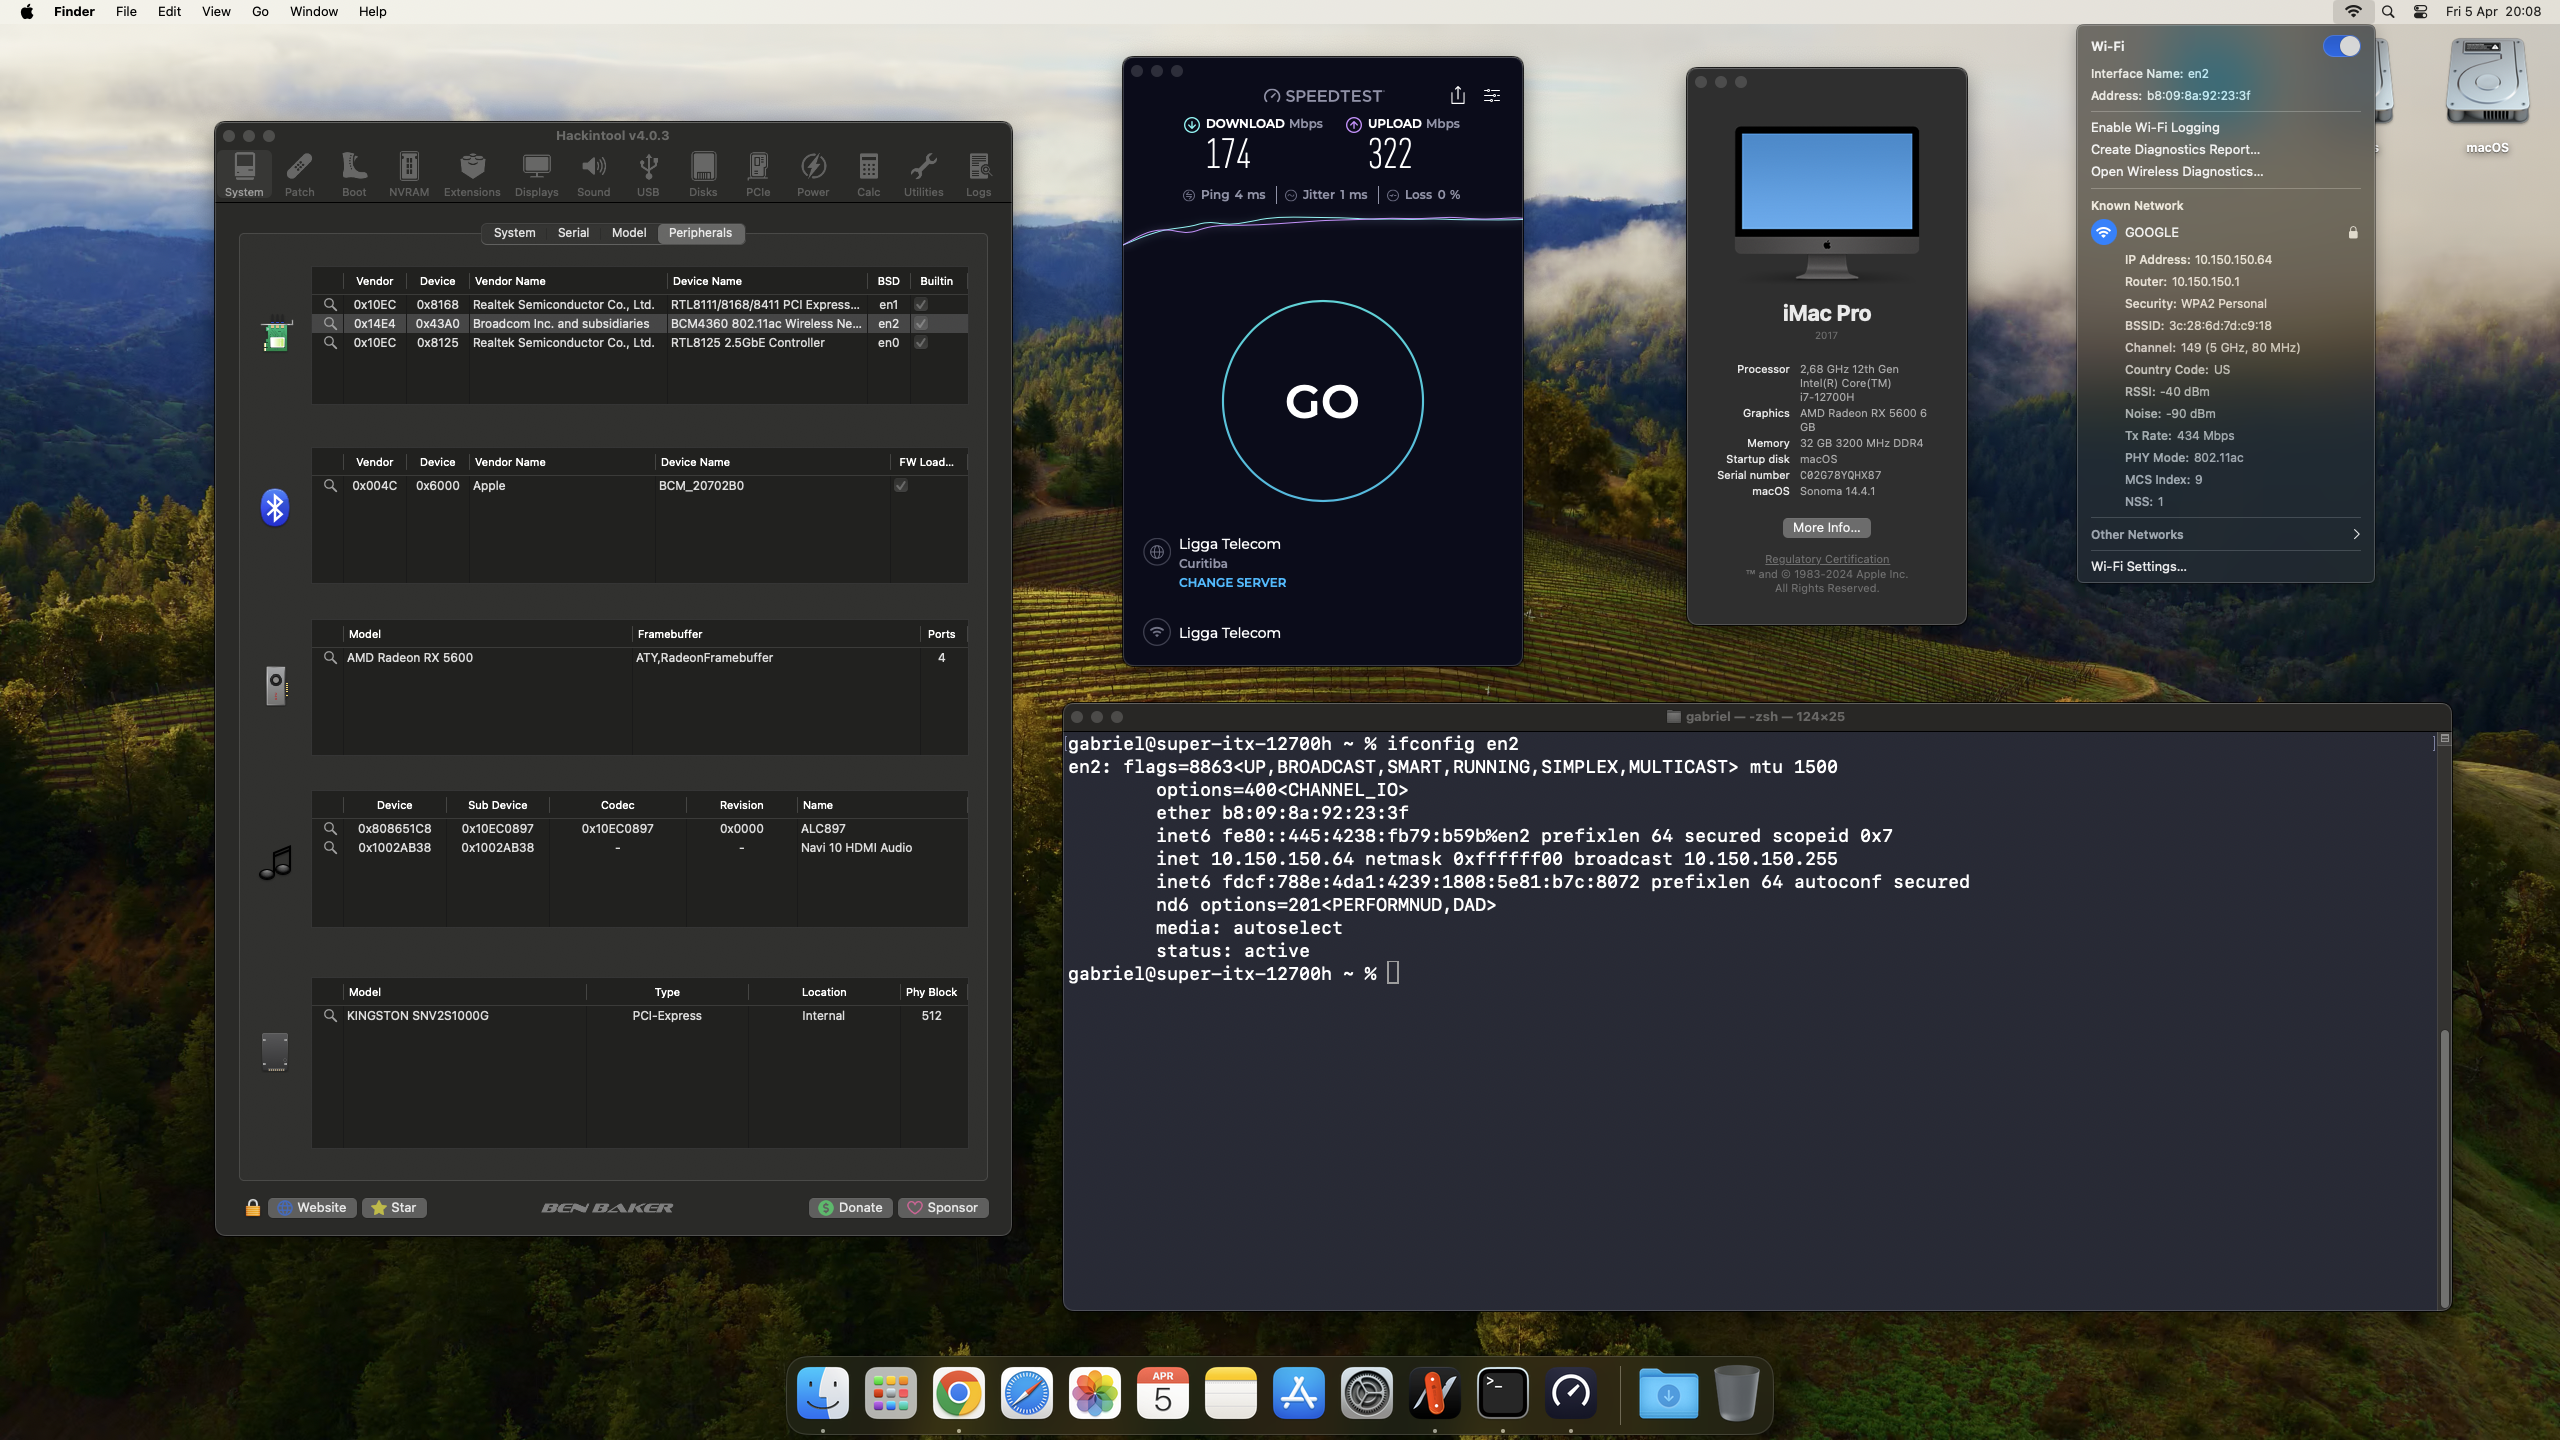 Finder File Edit View Go Window Help
Fri 5 Apr 20:08
Hackintool v4.0.3
System Patch Boot NVRAM Extensions Displays Sound USB Disks PCIe Power Calc Utilities Logs
System Serial Model Peripherals
Vendor Device Vendor Name Device Name BSD Builtin
0x10EC 0x8168 Realtek Semiconductor Co., Ltd. RTL8111/8168/8411 PCI Express... en1
0x14E4 0x43A0 Broadcom Inc. and subsidiaries BCM4360 802.11ac Wireless Ne... en2
0x10EC 0x8125 Realtek Semiconductor Co., Ltd. RTL8125 2.5GbE Controller en0
Vendor Device Vendor Name Device Name FW Load...
0x004C 0x6000 Apple BCM_20702B0
Model Framebuffer Ports
AMD Radeon RX 5600 ATY,RadeonFramebuffer 4
Device Sub Device Codec Revision Name
0x808651C8 0x10EC0897 0x10EC0897 0x0000 ALC897
0x1002AB38 0x1002AB38 - - Navi 10 HDMI Audio
Model Type Location Phy Block
KINGSTON SNV2S1000G PCI-Express Internal 512
Website Star BEN BAKER Donate Sponsor
SPEEDTEST
DOWNLOAD Mbps UPLOAD Mbps
174 322
Ping 4 ms Jitter 1 ms Loss 0 %
GO
Ligga Telecom
Curitiba
CHANGE SERVER
Ligga Telecom
iMac Pro
2017
Processor 2,68 GHz 12th Gen
Intel(R) Core(TM)
i7-12700H
Graphics AMD Radeon RX 5600 6
GB
Memory 32 GB 3200 MHz DDR4
Startup disk macOS
Serial number C02G78YQHX87
macOS Sonoma 14.4.1
More Info...
Regulatory Certification
™ and © 1983-2024 Apple Inc.
All Rights Reserved.
Wi-Fi
Interface Name: en2
Address: b8:09:8a:92:23:3f
Enable Wi-Fi Logging
Create Diagnostics Report...
Open Wireless Diagnostics...
Known Network
GOOGLE
IP Address: 10.150.150.64
Router: 10.150.150.1
Security: WPA2 Personal
BSSID: 3c:28:6d:7d:c9:18
Channel: 149 (5 GHz, 80 MHz)
Country Code: US
RSSI: -40 dBm
Noise: -90 dBm
Tx Rate: 434 Mbps
PHY Mode: 802.11ac
MCS Index: 9
NSS: 1
Other Networks
Wi-Fi Settings...
macOS
gabriel — -zsh — 124×25
gabriel@super-itx-12700h ~ % ifconfig en2
en2: flags=8863<UP,BROADCAST,SMART,RUNNING,SIMPLEX,MULTICAST> mtu 1500
options=400<CHANNEL_IO>
ether b8:09:8a:92:23:3f
inet6 fe80::445:4238:fb79:b59b%en2 prefixlen 64 secured scopeid 0x7
inet 10.150.150.64 netmask 0xffffff00 broadcast 10.150.150.255
inet6 fdcf:788e:4da1:4239:1808:5e81:b7c:8072 prefixlen 64 autoconf secured
nd6 options=201<PERFORMNUD,DAD>
media: autoselect
status: active
gabriel@super-itx-12700h ~ %
APR
5
>_